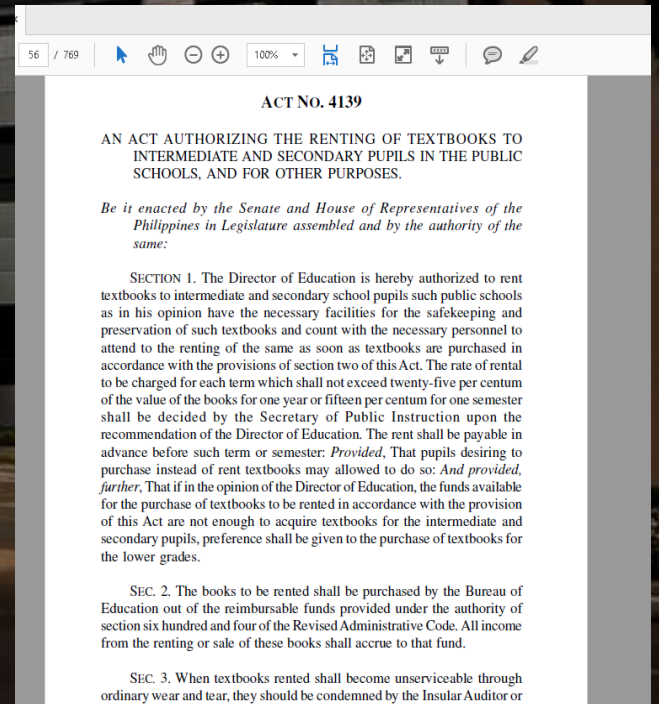 56 / 769
100%
ACT NO. 4139
AN ACT AUTHORIZING THE RENTING OF TEXTBOOKS TO
INTERMEDIATE AND SECONDARY PUPILS IN THE PUBLIC
SCHOOLS, AND FOR OTHER PURPOSES.
Be it enacted by the Senate and House of Representatives of the
Philippines in Legislature assembled and by the authority of the
same:
SECTION 1. The Director of Education is hereby authorized to rent
textbooks to intermediate and secondary school pupils such public schools
as in his opinion have the necessary facilities for the safekeeping and
preservation of such textbooks and count with the necessary personnel to
attend to the renting of the same as soon as textbooks are purchased in
accordance with the provisions of section two of this Act. The rate of rental
to be charged for each term which shall not exceed twenty-five per centum
of the value of the books for one year or fifteen per centum for one semester
shall be decided by the Secretary of Public Instruction upon the
recommendation of the Director of Education. The rent shall be payable in
advance before such term or semester: Provided, That pupils desiring to
purchase instead of rent textbooks may allowed to do so: And provided,
further, That if in the opinion of the Director of Education, the funds available
for the purchase of textbooks to be rented in accordance with the provision
of this Act are not enough to acquire textbooks for the intermediate and
secondary pupils, preference shall be given to the purchase of textbooks for
the lower grades.
SEC. 2. The books to be rented shall be purchased by the Bureau of
Education out of the reimbursable funds provided under the authority of
section six hundred and four of the Revised Administrative Code. All income
from the renting or sale of these books shall accrue to that fund.
SEC. 3. When textbooks rented shall become unserviceable through
ordinary wear and tear, they should be condemned by the Insular Auditor or